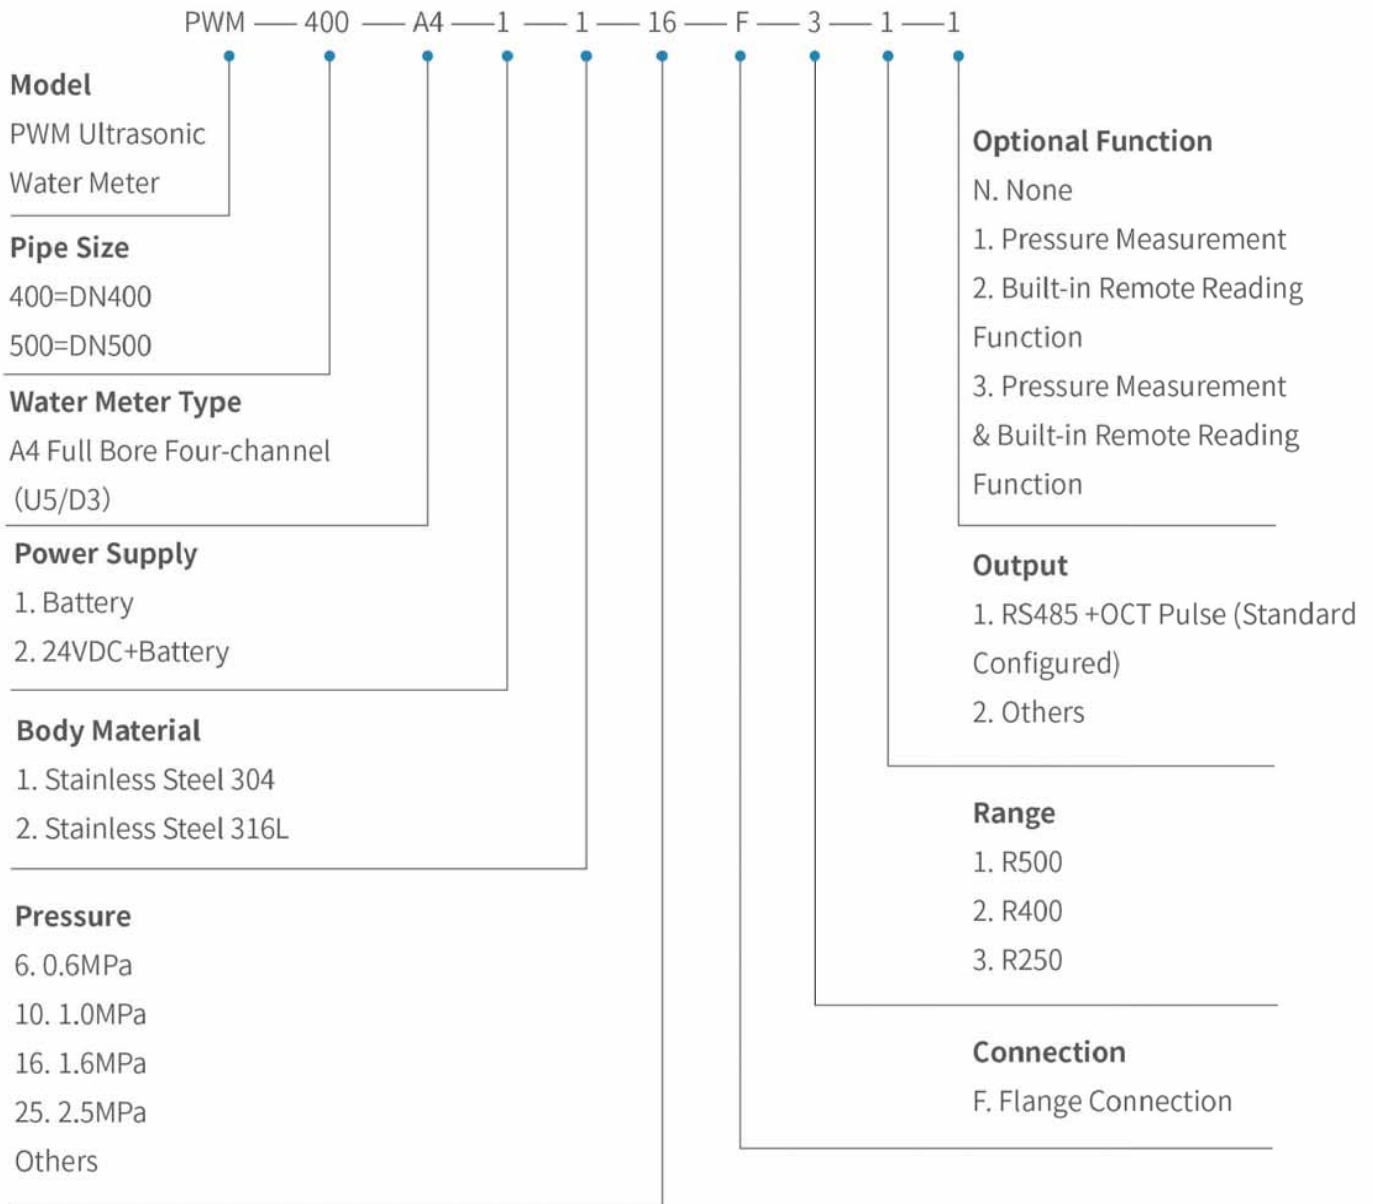 PWM — 400 — A4 — 1 — 1 — 16 — F — 3 — 1 — 1
Model
PWM Ultrasonic
Water Meter
Pipe Size
400=DN400
500=DN500
Water Meter Type
A4 Full Bore Four-channel
(U5/D3)
Power Supply
1. Battery
2. 24VDC+Battery
Body Material
1. Stainless Steel 304
2. Stainless Steel 316L
Pressure
6. 0.6MPa
10. 1.0MPa
16. 1.6MPa
25. 2.5MPa
Others
Optional Function
N. None
1. Pressure Measurement
2. Built-in Remote Reading
Function
3. Pressure Measurement
& Built-in Remote Reading
Function
Output
1. RS485 +OCT Pulse (Standard
Configured)
2. Others
Range
1. R500
2. R400
3. R250
Connection
F. Flange Connection